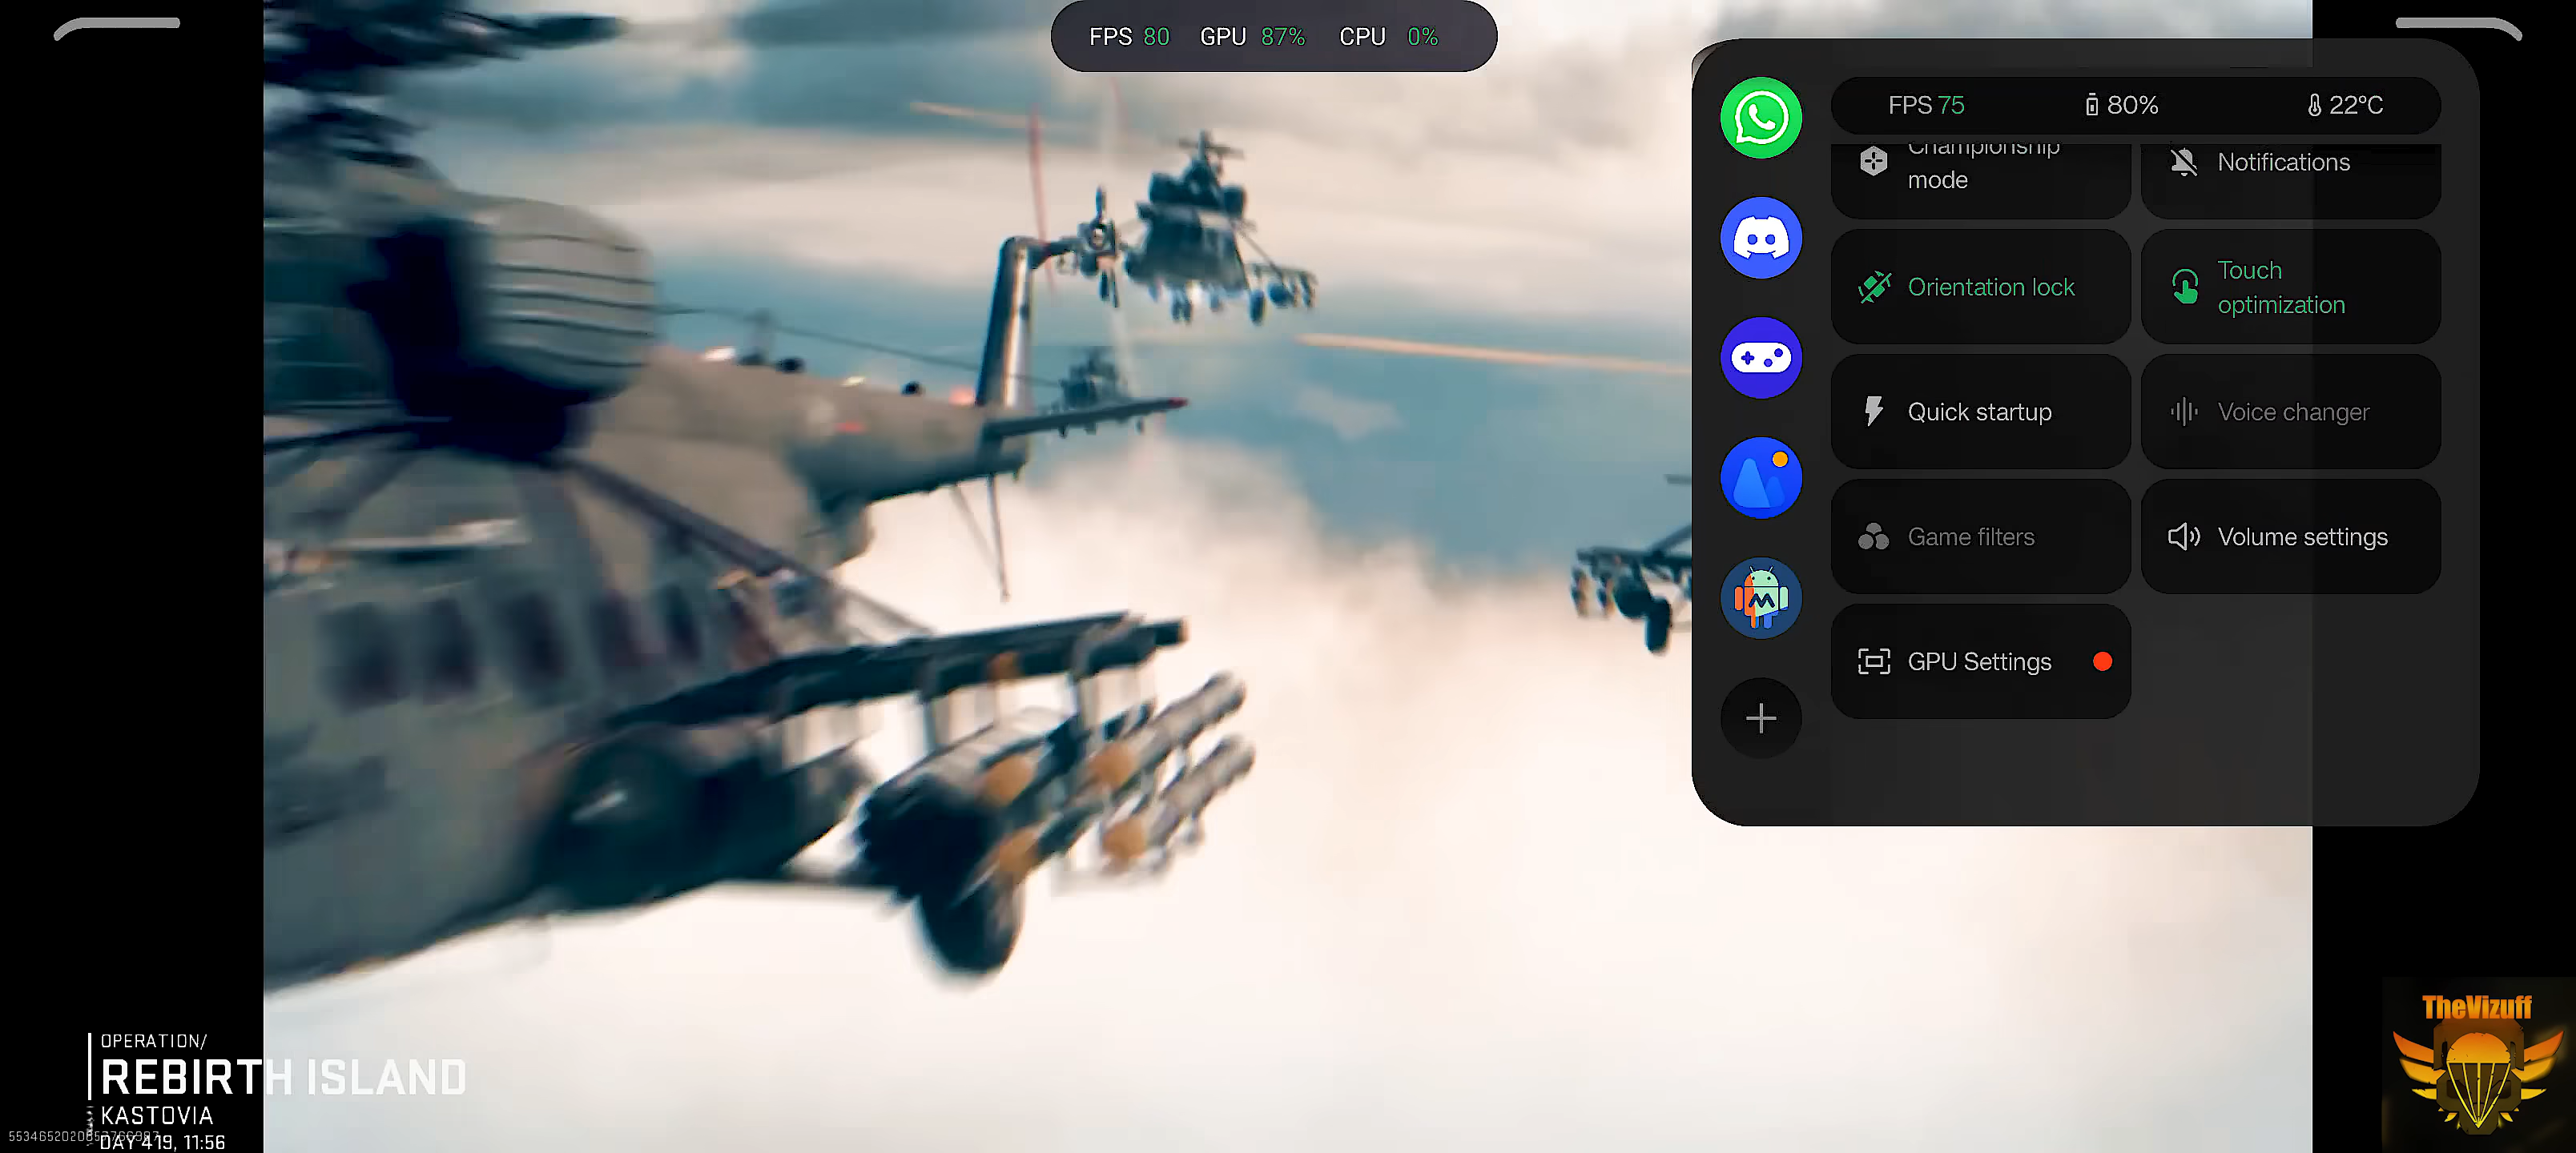 FPS 80 GPU 87% CPU 0%
FPS 75 80% 22°C
Championship
mode
Notifications
Orientation lock
Touch
optimization
Quick startup
Voice changer
Game filters
Volume settings
GPU Settings
OPERATION/
REBIRTH ISLAND
KASTOVIA
DAY 419, 11:56
TheVizuff